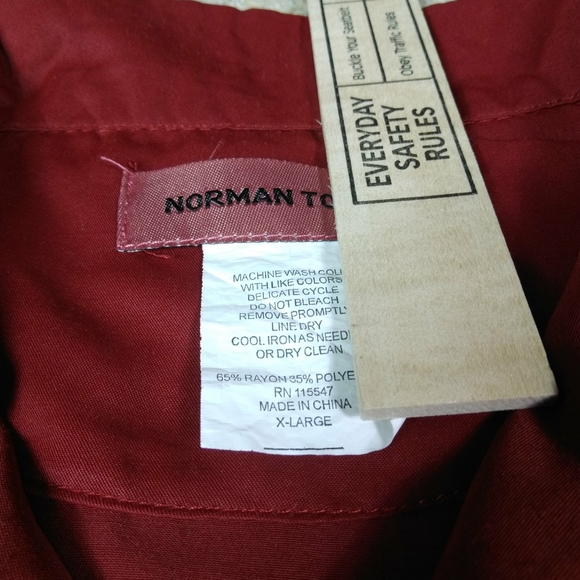 Buckle Your Seatbelt
Obey Traffic Rules
EVERYDAY
SAFETY
RULES
NORMAN TO
MACHINE WASH COL
WITH LIKE COLORS
DELICATE CYCLE
DO NOT BLEACH
REMOVE PROMPTLY
LINE DRY
COOL IRON AS NEED
OR DRY CLEAN
65% RAYON 35% POLYE
RN 115547
MADE IN CHINA
X-LARGE